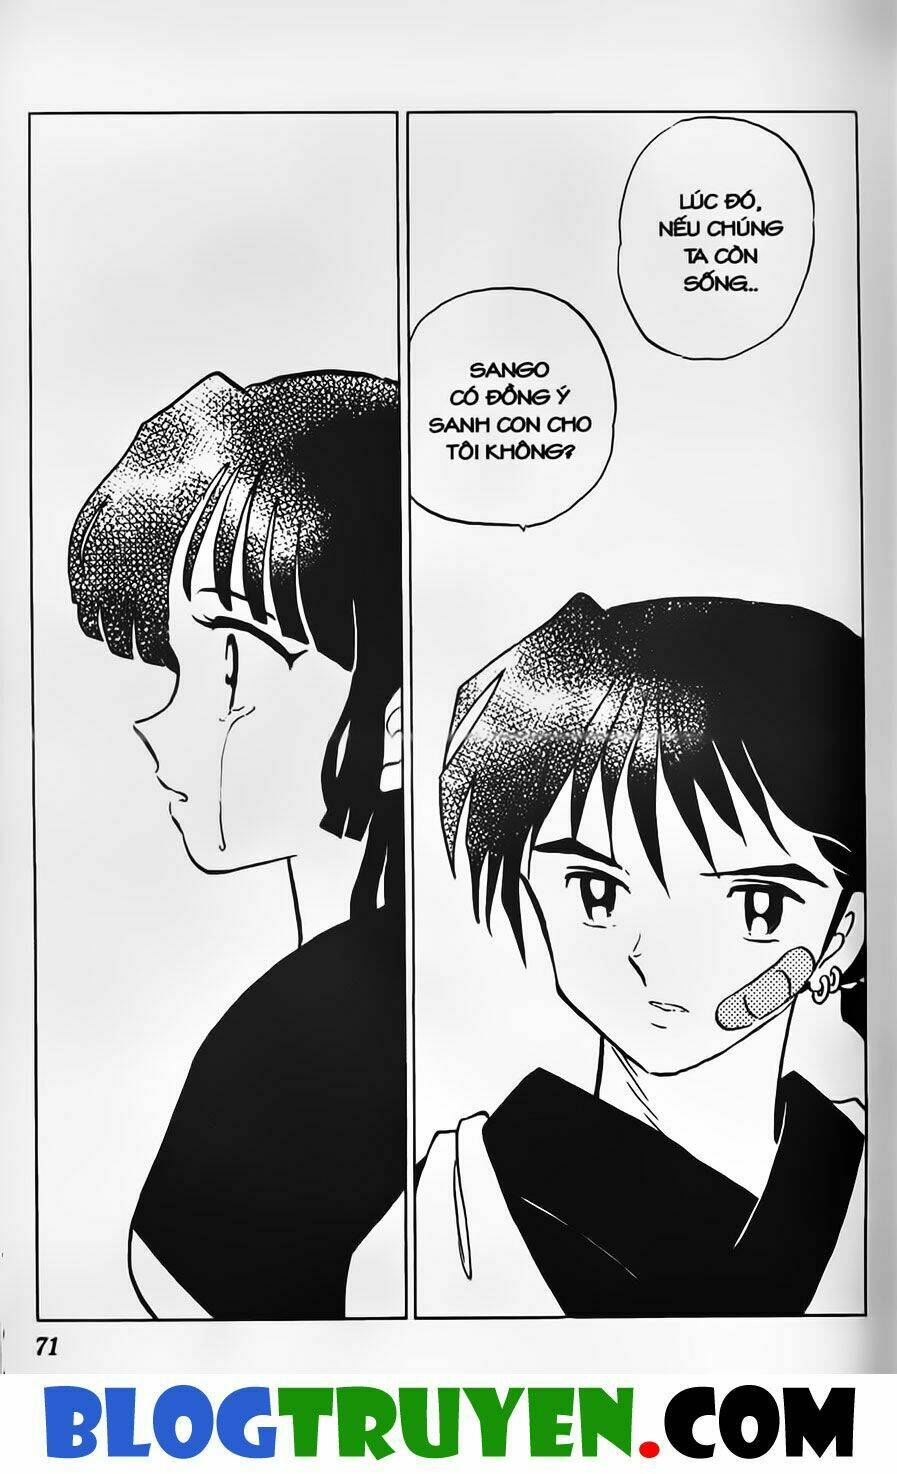 LÚC ĐÓ,
NẾU CHÚNG
TA CÒN
SỐNG...
SANGO
CÓ ĐỒNG Ý
SANH CON CHO
TÔI KHÔNG?
71
BLOGTRUYEN.COM